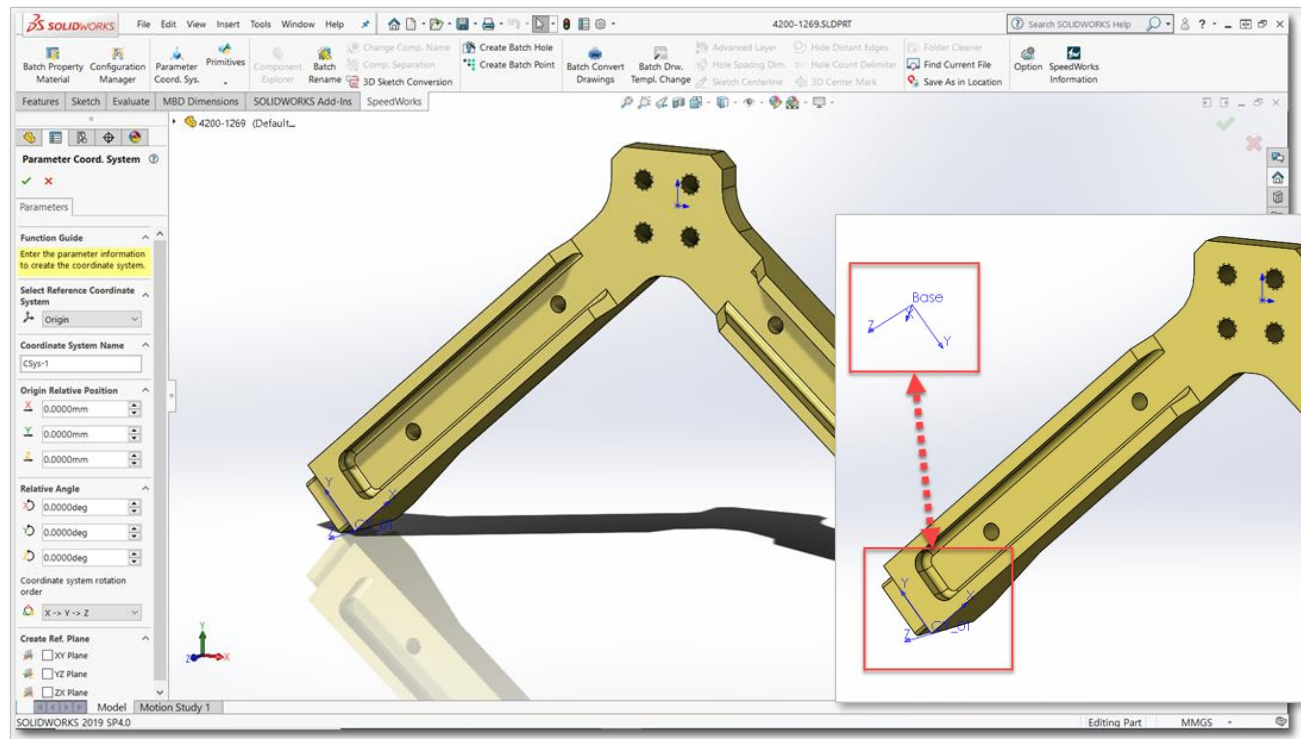 SOLIDWORKS File Edit View Insert Tools Window Help 4200-1269.SLDPRT Search SOLIDWORKS Help
Batch Property Material
Configuration Manager
Parameter Coord. Sys.
Primitives
Component Explorer
Batch Rename
Change Comp. Name
Comp. Separation
3D Sketch Conversion
Create Batch Hole
Create Batch Point
Batch Convert Drawings
Batch Drw. Templ. Change
Advanced Layer
Hole Spacing Dim.
Sketch Centerline
Hide Distant Edges
Hole Count Delimiter
3D Center Mark
Folder Cleaner
Find Current File
Save As in Location
Option
SpeedWorks Information
Features Sketch Evaluate MBD Dimensions SOLIDWORKS Add-Ins SpeedWorks
4200-1269 (Default...
Parameter Coord. System
Parameters
Function Guide
Enter the parameter information
to create the coordinate system.
Select Reference Coordinate
System
Origin
Coordinate System Name
CSys-1
Origin Relative Position
X 0.0000mm
Y 0.0000mm
Z 0.0000mm
Relative Angle
0.0000deg
0.0000deg
0.0000deg
Coordinate system rotation
order
X -> Y -> Z
Create Ref. Plane
XY Plane
YZ Plane
ZX Plane
Y
X
Z
Y
Z X
Base
Z X Y
Y
X
CT_01
Z
Model Motion Study 1
SOLIDWORKS 2019 SP4.0 Editing Part MMGS